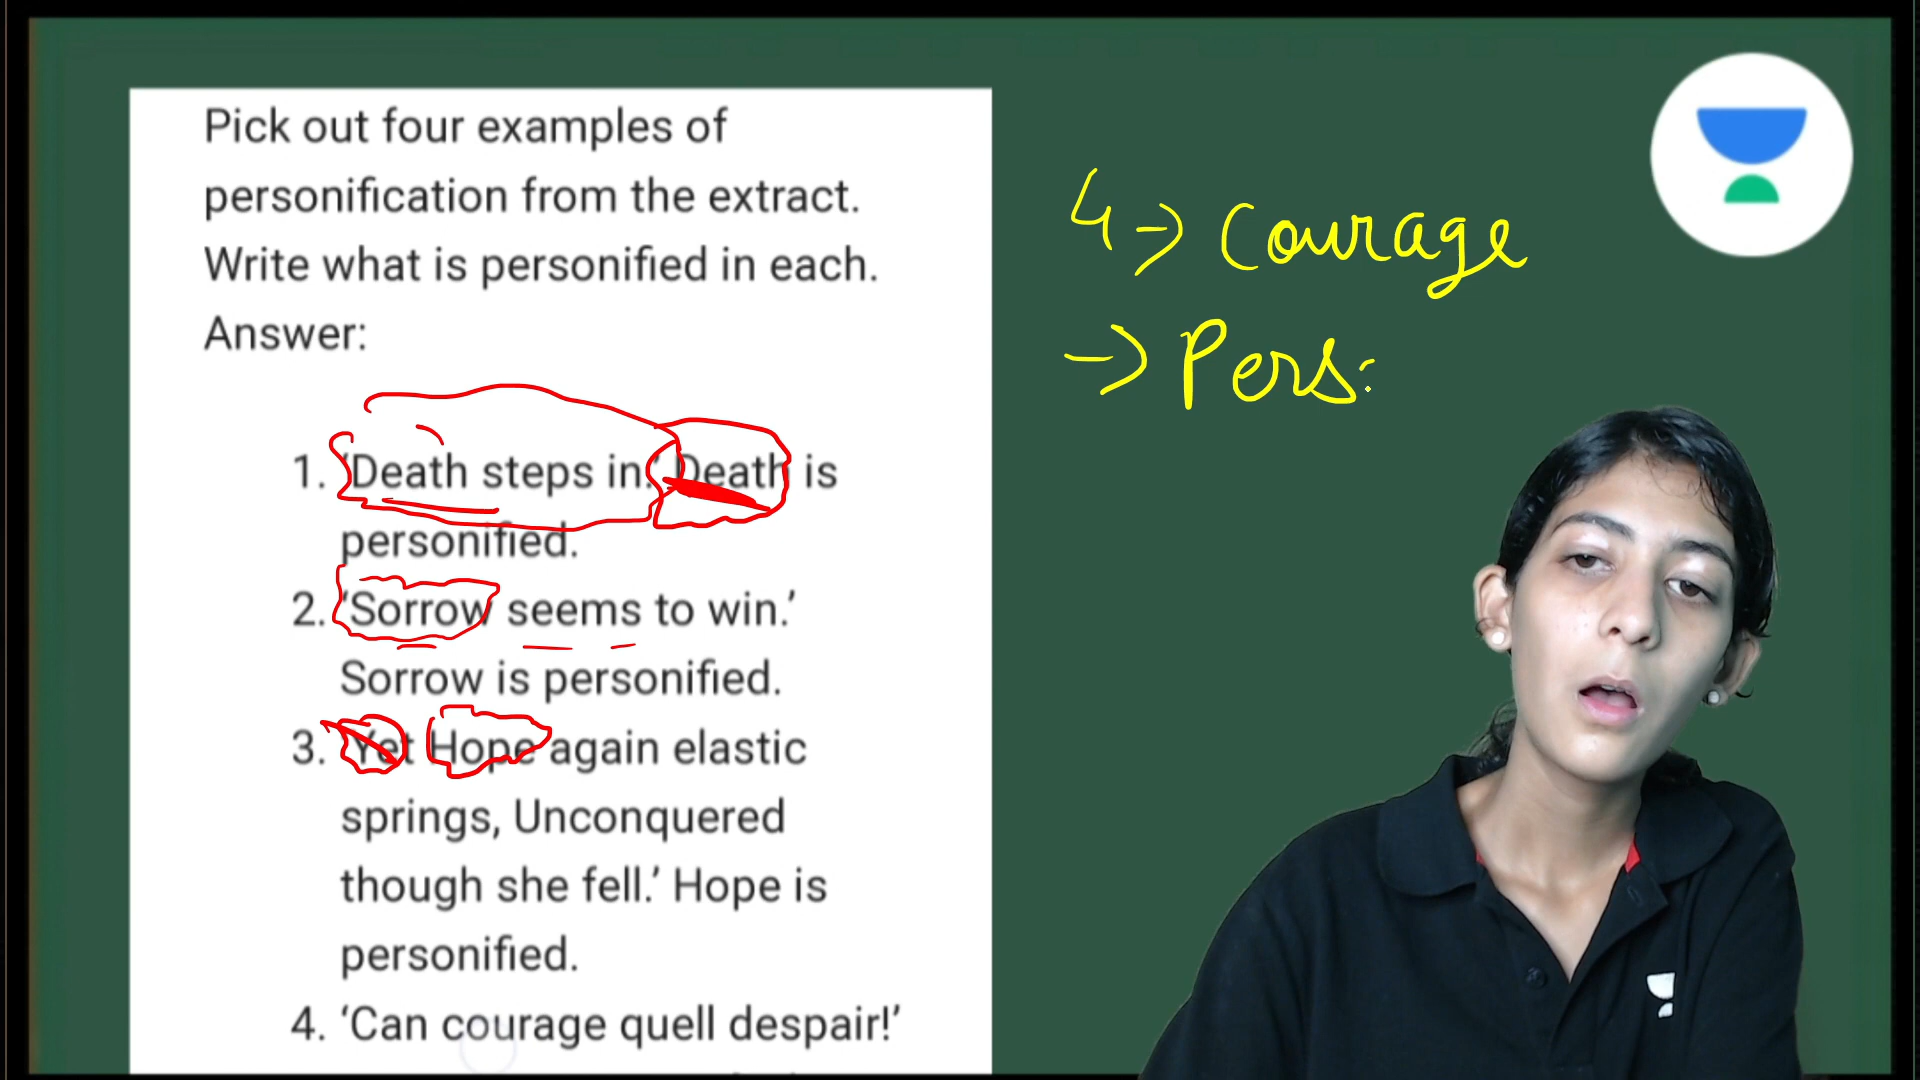 Pick out four examples of
personification from the extract.
Write what is personified in each.
Answer:
1. ‘Death steps in.’ Death is
personified.
2. ‘Sorrow seems to win.’
Sorrow is personified.
3. ‘Yet Hope again elastic
springs, Unconquered
though she fell.’ Hope is
personified.
4. ‘Can courage quell despair!’
4 -> Courage
-> Pers: